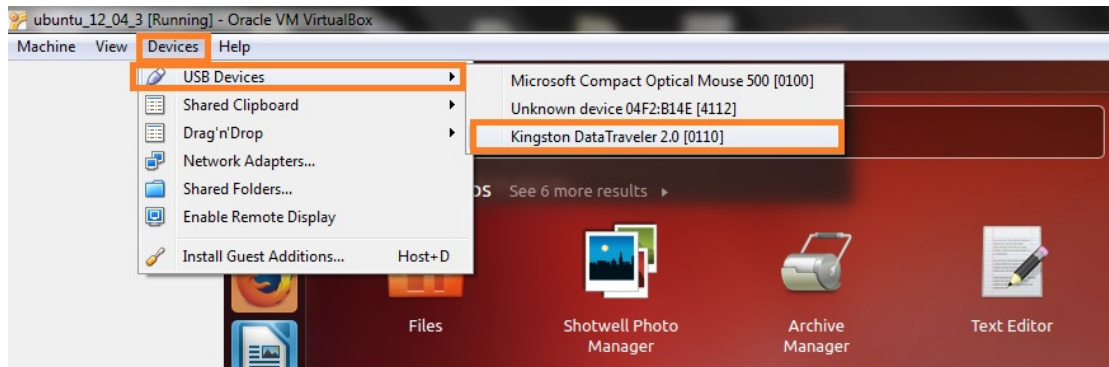 ubuntu_12_04_3 [Running] - Oracle VM VirtualBox
Machine View Devices Help
USB Devices
Microsoft Compact Optical Mouse 500 [0100]
Unknown device 04F2:B14E [4112]
Kingston DataTraveler 2.0 [0110]
Shared Clipboard
Drag'n'Drop
Network Adapters...
Shared Folders...
Enable Remote Display
Install Guest Additions... Host+D
See 6 more results
Files
Shotwell Photo
Manager
Archive
Manager
Text Editor